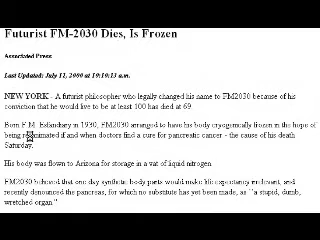 Futurist FM-2030 Dies, Is Frozen
Associated Press
Last Updated: July 11, 2000 at 10:19:13 a.m.
NEW YORK - A futurist philosopher who legally changed his name to FM2030 because of his
conviction that he would live to be at least 100 has died at 69.
Born F.M. Esfandiary in 1930, FM2030 arranged to have his body cryogenically frozen in the hope of
being reanimated if and when doctors find a cure for pancreatic cancer - the cause of his death
Saturday.
His body was flown to Arizona for storage in a vat of liquid nitrogen.
FM2030 believed that one day synthetic body parts would make life expectancy irrelevant, and
recently denounced the pancreas, for which no substitute has yet been made, as ``a stupid, dumb,
wretched organ.''